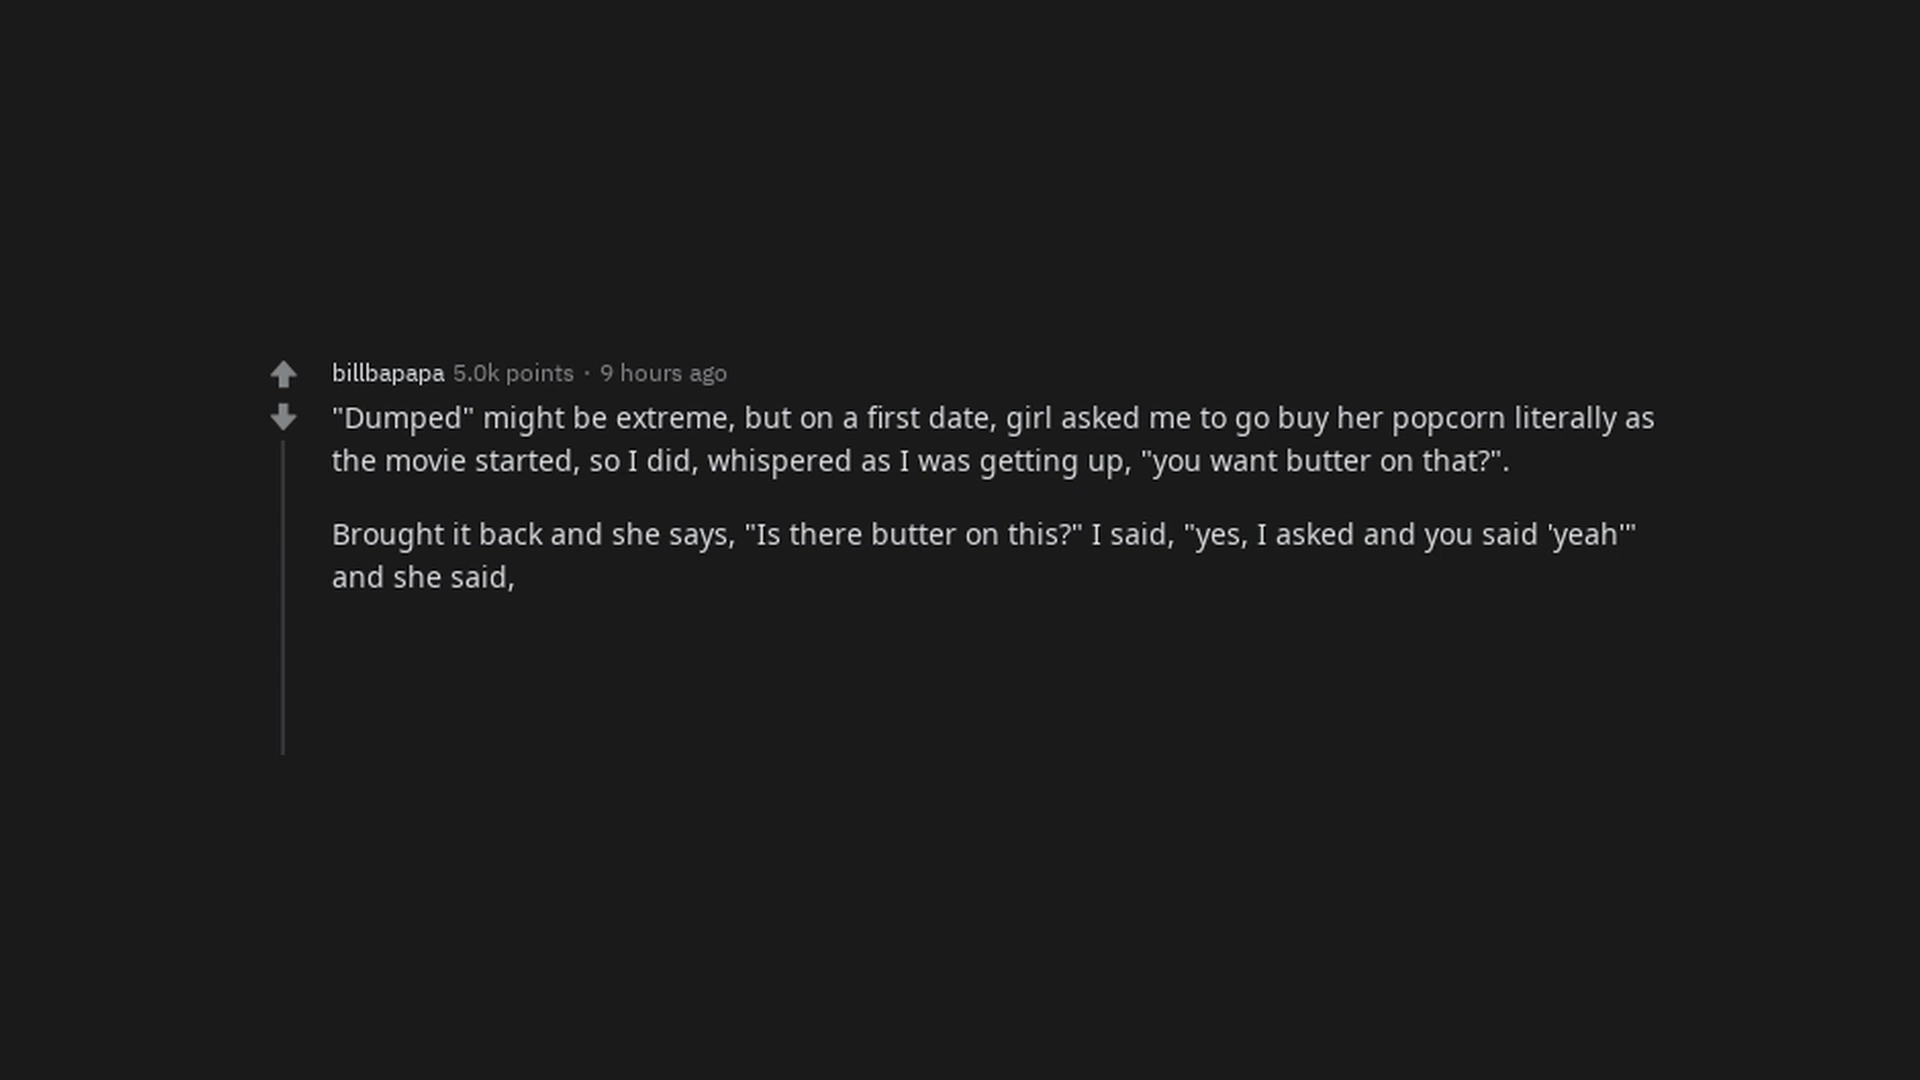 billbapapa 5.0k points · 9 hours ago
"Dumped" might be extreme, but on a first date, girl asked me to go buy her popcorn literally as
the movie started, so I did, whispered as I was getting up, "you want butter on that?".
Brought it back and she says, "Is there butter on this?" I said, "yes, I asked and you said 'yeah'"
and she said,